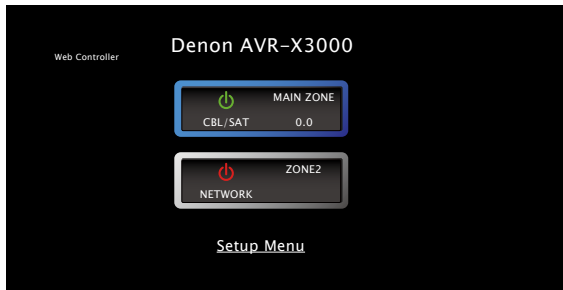 Denon AVR-X3000
Web Controller
MAIN ZONE
CBL/SAT 0.0
ZONE2
NETWORK
Setup Menu